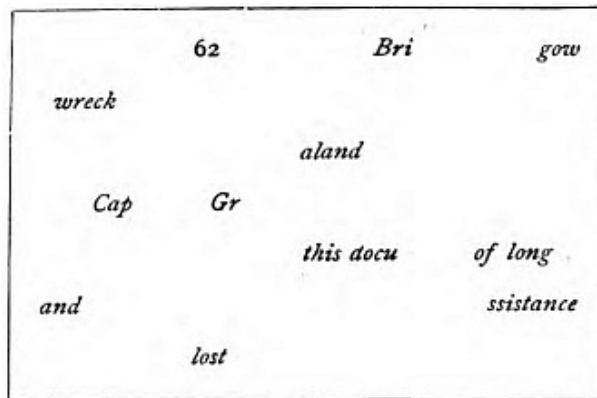 62 Bri gow
wreck
aland
Cap Gr
this docu of long
and ssistance
lost